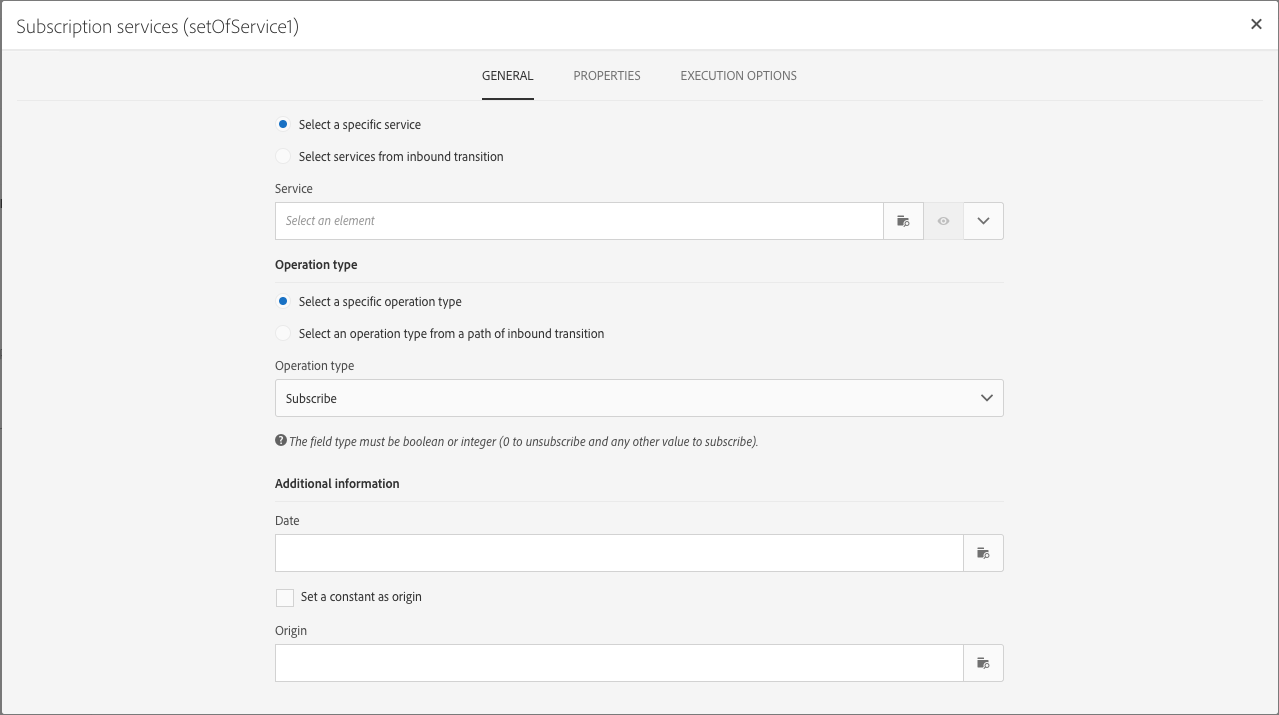 Subscription services (setOfService1)
GENERAL PROPERTIES EXECUTION OPTIONS
Select a specific service
Select services from inbound transition
Service
Select an element
Operation type
Select a specific operation type
Select an operation type from a path of inbound transition
Operation type
Subscribe
The field type must be boolean or integer (0 to unsubscribe and any other value to subscribe).
Additional information
Date
Set a constant as origin
Origin